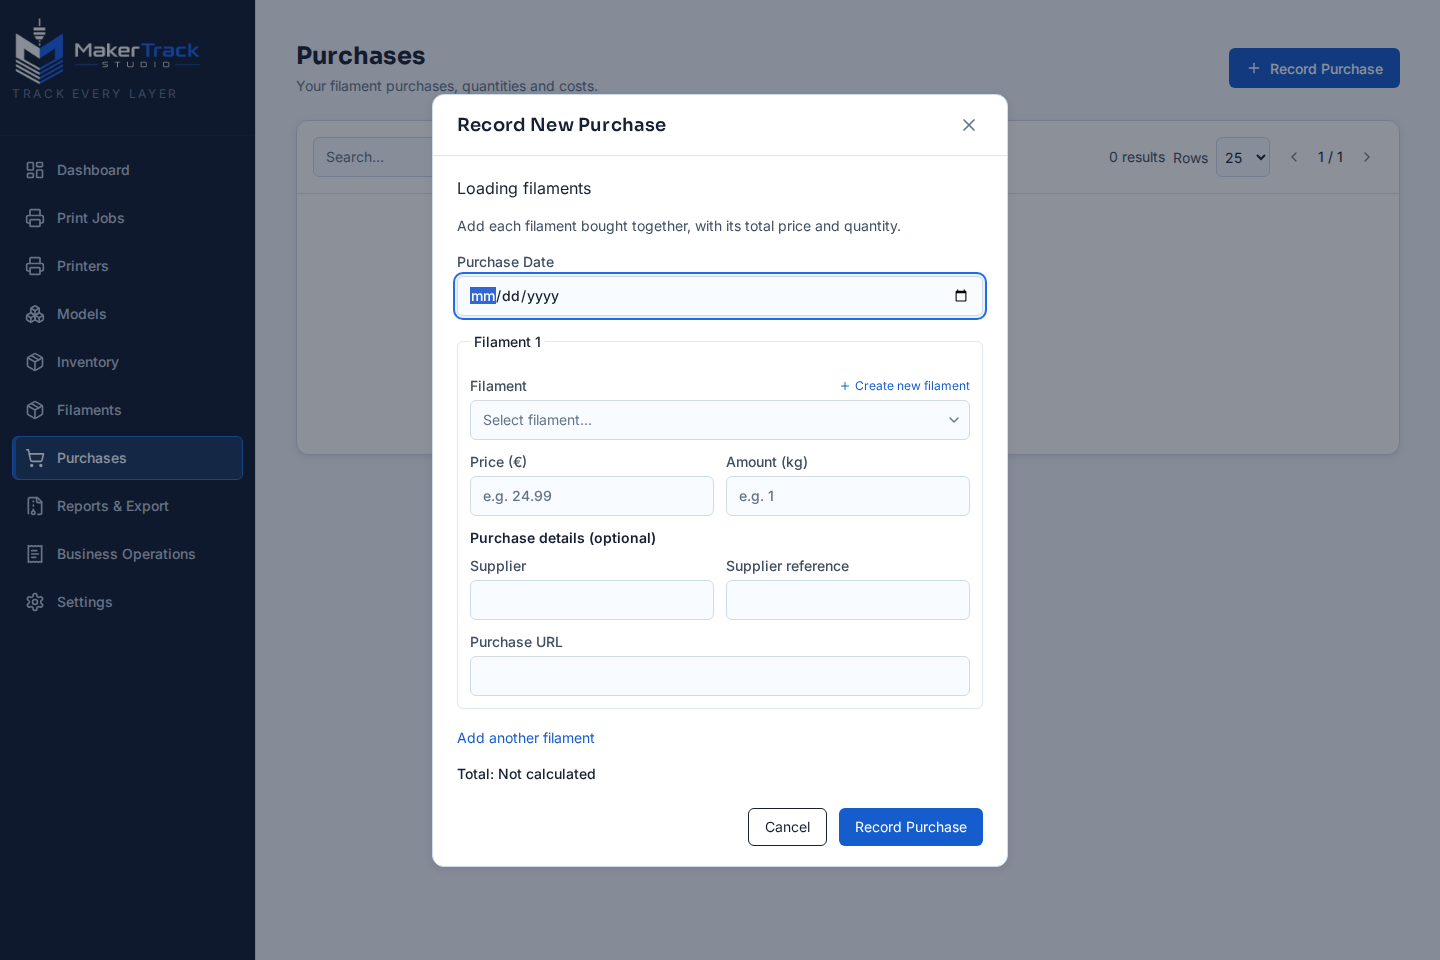 MakerTrack
STUDIO
TRACK EVERY LAYER
Dashboard
Print Jobs
Printers
Models
Inventory
Filaments
Purchases
Reports & Export
Business Operations
Settings
Purchases
Your filament purchases, quantities and costs.
+ Record Purchase
Search...
0 results Rows 25 1 / 1
Record New Purchase
Loading filaments
Add each filament bought together, with its total price and quantity.
Purchase Date
mm/dd/yyyy
Filament 1
Filament
+ Create new filament
Select filament...
Price (€)
Amount (kg)
e.g. 24.99
e.g. 1
Purchase details (optional)
Supplier
Supplier reference
Purchase URL
Add another filament
Total: Not calculated
Cancel
Record Purchase